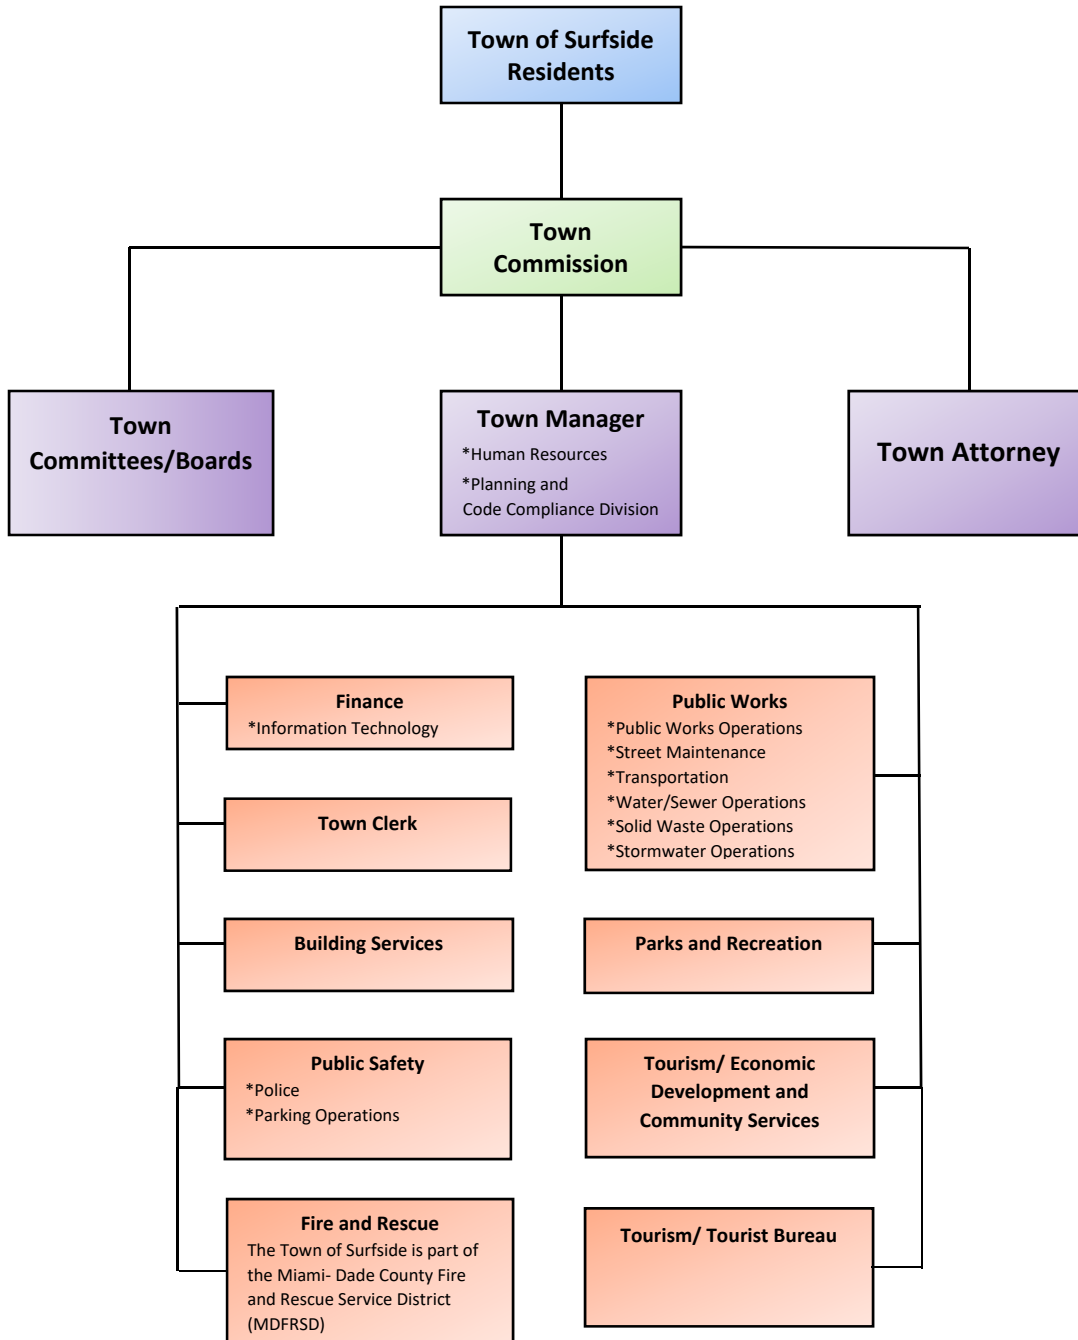 Town of Surfside
Residents
Town
Commission
Town
Committees/Boards
Town Manager
*Human Resources
*Planning and
Code Compliance Division
Town Attorney
Finance
*Information Technology
Town Clerk
Building Services
Public Safety
*Police
*Parking Operations
Fire and Rescue
The Town of Surfside is part of
the Miami- Dade County Fire
and Rescue Service District
(MDFRSD)
Public Works
*Public Works Operations
*Street Maintenance
*Transportation
*Water/Sewer Operations
*Solid Waste Operations
*Stormwater Operations
Parks and Recreation
Tourism/ Economic
Development and
Community Services
Tourism/ Tourist Bureau